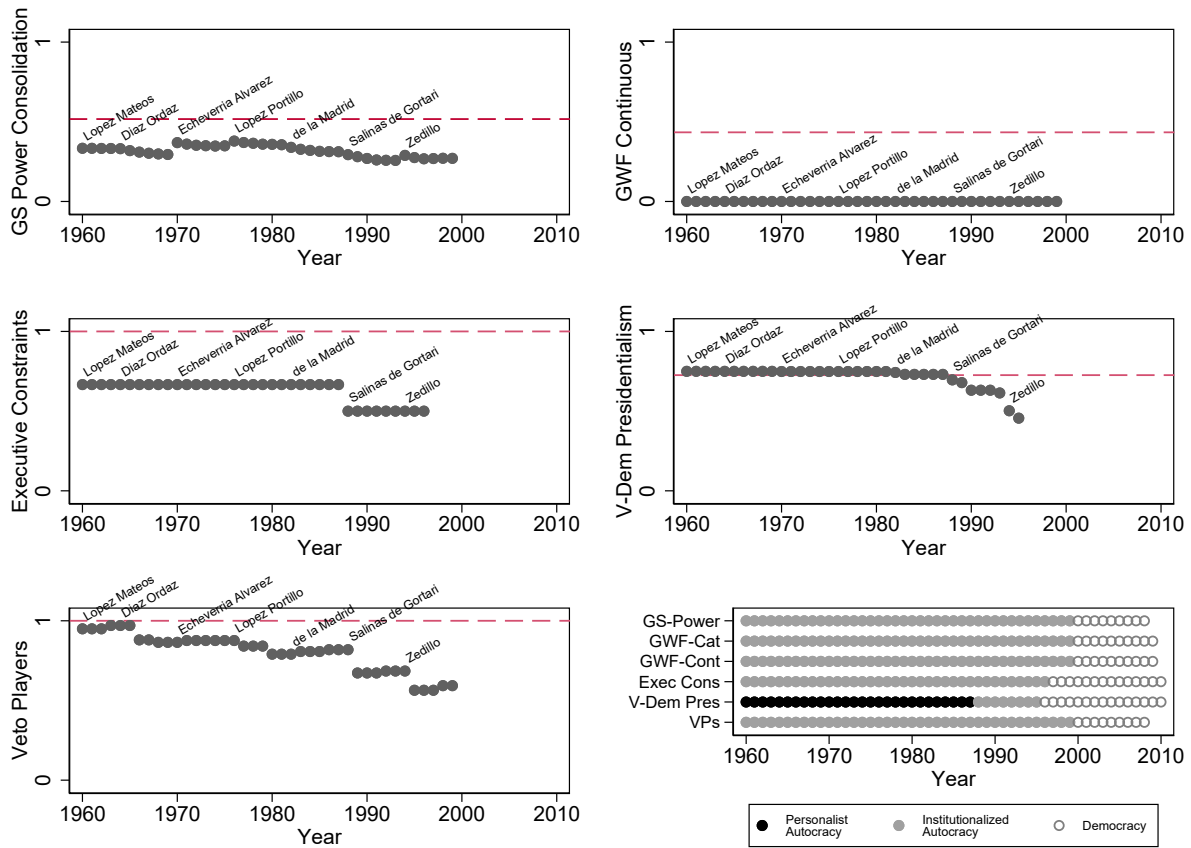 GS Power Consolidation
1
0
Lopez Mateos
Diaz Ordaz
Echeverria Alvarez
Lopez Portillo
de la Madrid
Salinas de Gortari
Zedillo
1960 1970 1980 1990 2000 2010
Year
GWF Continuous
1
0
Lopez Mateos
Diaz Ordaz
Echeverria Alvarez
Lopez Portillo
de la Madrid
Salinas de Gortari
Zedillo
1960 1970 1980 1990 2000 2010
Year
Executive Constraints
1
0
Lopez Mateos
Diaz Ordaz
Echeverria Alvarez
Lopez Portillo
de la Madrid
Salinas de Gortari
Zedillo
1960 1970 1980 1990 2000 2010
Year
V-Dem Presidentialism
1
0
Lopez Mateos
Diaz Ordaz
Echeverria Alvarez
Lopez Portillo
de la Madrid
Salinas de Gortari
Zedillo
1960 1970 1980 1990 2000 2010
Year
Veto Players
1
0
Lopez Mateos
Diaz Ordaz
Echeverria Alvarez
Lopez Portillo
de la Madrid
Salinas de Gortari
Zedillo
1960 1970 1980 1990 2000 2010
Year
GS-Power
GWF-Cat
GWF-Cont
Exec Cons
V-Dem Pres
VPs
1960 1970 1980 1990 2000 2010
Year
Personalist
Autocracy
Institutionalized
Autocracy
Democracy